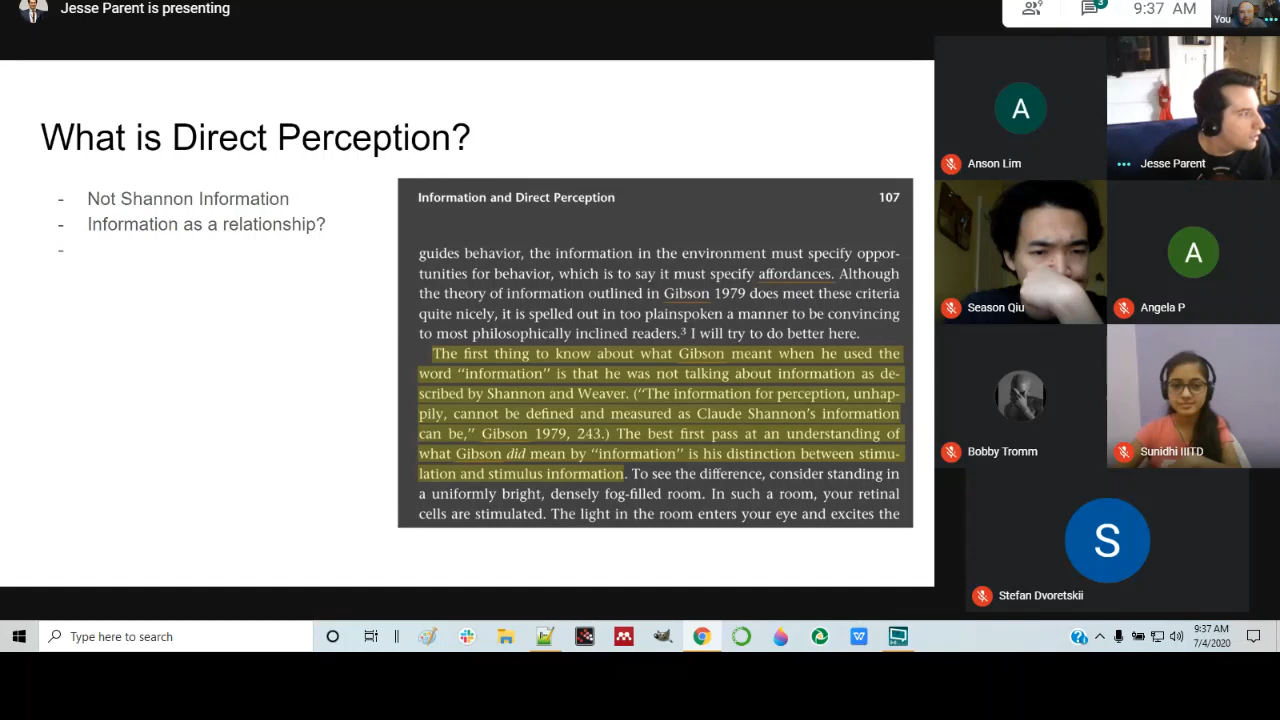 Jesse Parent is presenting
9
3
9:37 AM
You
What is Direct Perception?
- Not Shannon Information
- Information as a relationship?
-
Information and Direct Perception 107
guides behavior, the information in the environment must specify oppor-
tunities for behavior, which is to say it must specify affordances. Although
the theory of information outlined in Gibson 1979 does meet these criteria
quite nicely, it is spelled out in too plainspoken a manner to be convincing
to most philosophically inclined readers.³ I will try to do better here.
The first thing to know about what Gibson meant when he used the
word “information” is that he was not talking about information as de-
scribed by Shannon and Weaver. (“The information for perception, unhap-
pily, cannot be defined and measured as Claude Shannon’s information
can be,” Gibson 1979, 243.) The best first pass at an understanding of
what Gibson did mean by “information” is his distinction between stimu-
lation and stimulus information. To see the difference, consider standing in
a uniformly bright, densely fog-filled room. In such a room, your retinal
cells are stimulated. The light in the room enters your eye and excites the
A
Anson Lim
Jesse Parent
Season Qiu
A
Angela P
Bobby Tromm
Sunidhi IIITD
S
Stefan Dvoretskii
Type here to search
W
9:37 AM
7/4/2020